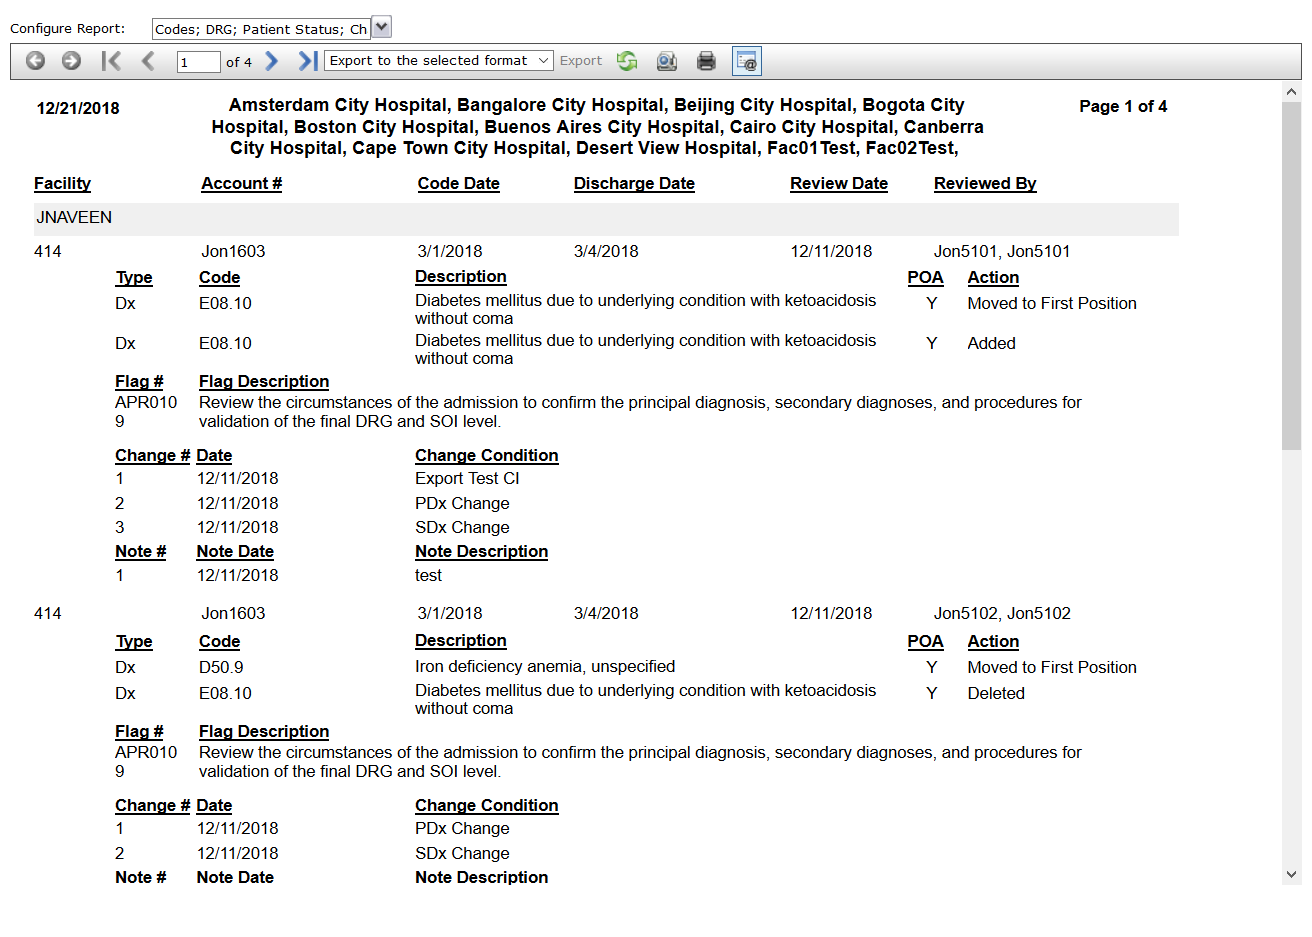 Configure Report: Codes; DRG; Patient Status; Ch
1 of 4 Export to the selected format Export
12/21/2018 Amsterdam City Hospital, Bangalore City Hospital, Beijing City Hospital, Bogota City Page 1 of 4
Hospital, Boston City Hospital, Buenos Aires City Hospital, Cairo City Hospital, Canberra
City Hospital, Cape Town City Hospital, Desert View Hospital, Fac01Test, Fac02Test,
Facility Account # Code Date Discharge Date Review Date Reviewed By
JNAVEEN
414 Jon1603 3/1/2018 3/4/2018 12/11/2018 Jon5101, Jon5101
Type Code Description POA Action
Dx E08.10 Diabetes mellitus due to underlying condition with ketoacidosis Y Moved to First Position
without coma
Dx E08.10 Diabetes mellitus due to underlying condition with ketoacidosis Y Added
without coma
Flag # Flag Description
APR010 Review the circumstances of the admission to confirm the principal diagnosis, secondary diagnoses, and procedures for
9 validation of the final DRG and SOI level.
Change # Date Change Condition
1 12/11/2018 Export Test CI
2 12/11/2018 PDx Change
3 12/11/2018 SDx Change
Note # Note Date Note Description
1 12/11/2018 test
414 Jon1603 3/1/2018 3/4/2018 12/11/2018 Jon5102, Jon5102
Type Code Description POA Action
Dx D50.9 Iron deficiency anemia, unspecified Y Moved to First Position
Dx E08.10 Diabetes mellitus due to underlying condition with ketoacidosis Y Deleted
without coma
Flag # Flag Description
APR010 Review the circumstances of the admission to confirm the principal diagnosis, secondary diagnoses, and procedures for
9 validation of the final DRG and SOI level.
Change # Date Change Condition
1 12/11/2018 PDx Change
2 12/11/2018 SDx Change
Note # Note Date Note Description